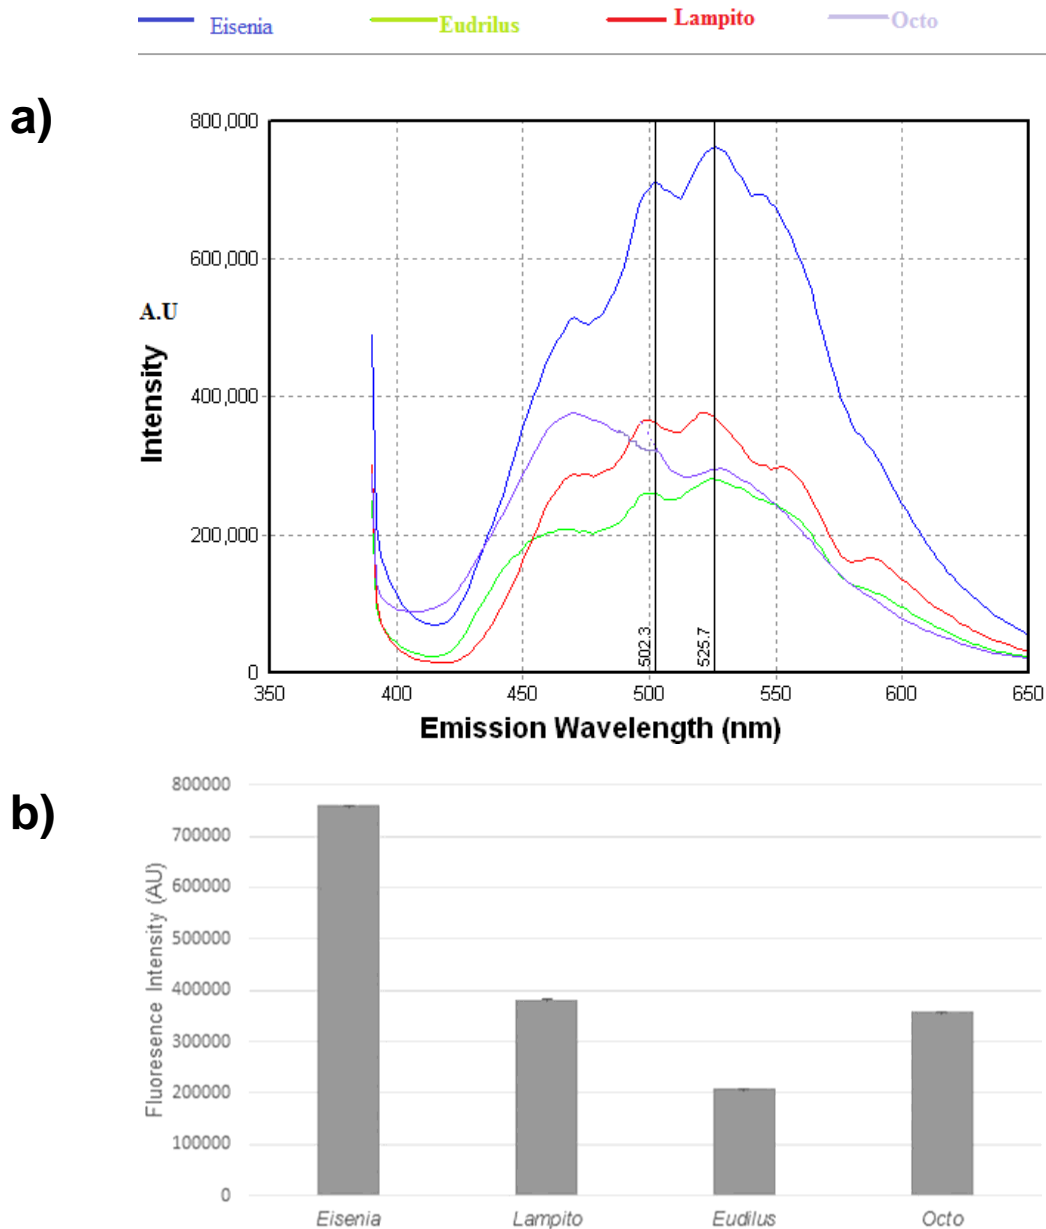 Eisenia Eudrilus Lampito Octo
a)
800,000
600,000
A.U
Intensity
400,000
200,000
0
502.3 525.7
350 400 450 500 550 600 650
Emission Wavelength (nm)
b)
800000
700000
600000
500000
400000
300000
200000
100000
0
Fluoresence Intensity (AU)
Eisenia Lampito Eudilus Octo